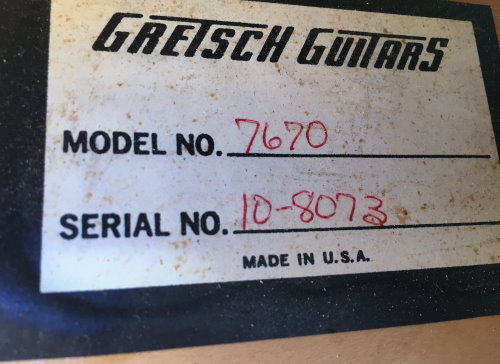 GRETSCH GUITARS
MODEL NO. 7670
SERIAL NO. 10-8073
MADE IN U.S.A.